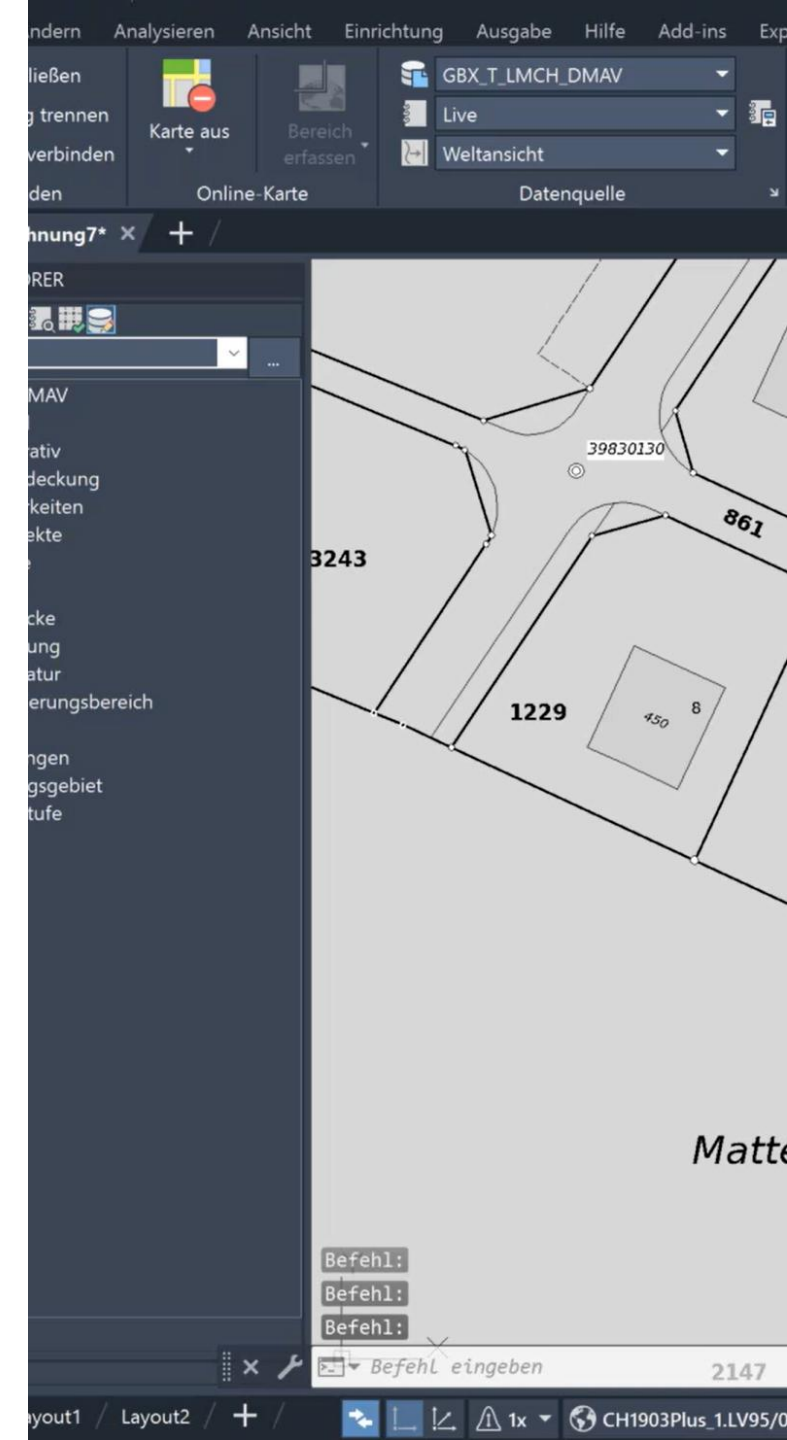 ndern Analysieren Ansicht Einrichtung Ausgabe Hilfe Add-ins Exp
ließen
g trennen
verbinden
den
Karte aus
Bereich
erfassen
Online-Karte
GBX_T_LMCH_DMAV
Live
Weltansicht
Datenquelle
hnung7* × +
ORER
...
MAV
rativ
deckung
rkeiten
ekte
cke
ung
atur
erungsbereich
ngen
gsgebiet
tufe
39830130
861
3243
1229
8
450
Matte
Befehl:
Befehl:
Befehl:
Befehl eingeben
2147
ayout1 / Layout2 / + /
1x
CH1903Plus_1.LV95/0